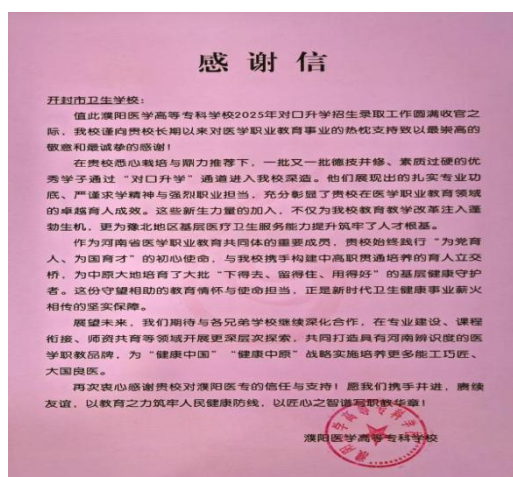 感谢信
开封市卫生学校：
值此濮阳医学高等专科学校2025年对口升学招生录取工作圆满收官之
际，我校谨向贵校长期以来对医学职业教育事业的热忱支持致以最崇高的
敬意和最诚挚的感谢！
在贵校悉心栽培与鼎力推荐下，一批又一批德技并修、素质过硬的优
秀学子通过“对口升学”通道进入我校深造。他们展现出的扎实专业功
底、严谨求学精神与强烈职业担当，充分彰显了贵校在医学职业教育领域
的卓越育人成效。这些新生力量的加入，不仅为我校教育教学改革注入蓬
勃生机，更为豫北地区基层医疗卫生服务能力提升筑牢了人才根基。
作为河南省医学职业教育共同体的重要成员，贵校始终践行“为党育
人、为国育才”的初心使命，与我校携手构建中高职贯通培养的育人立交
桥，为中原大地培育了大批“下得去、留得住、用得好”的基层健康守护
者。这份守望相助的教育情怀与使命担当，正是新时代卫生健康事业薪火
相传的坚实保障。
展望未来，我们期待与各兄弟学校继续深化合作，在专业建设、课程
衔接、师资共育等领域开展更深层次探索，共同打造具有河南辨识度的医
学职教品牌，为“健康中国”“健康中原”战略实施培养更多能工巧匠、
大国良医。
再次衷心感谢贵校对濮阳医专的信任与支持！愿我们携手并进，赓续
友谊，以教育之力筑牢人民健康防线，以匠心之智谱写职教华章！
濮阳医学高等专科学校